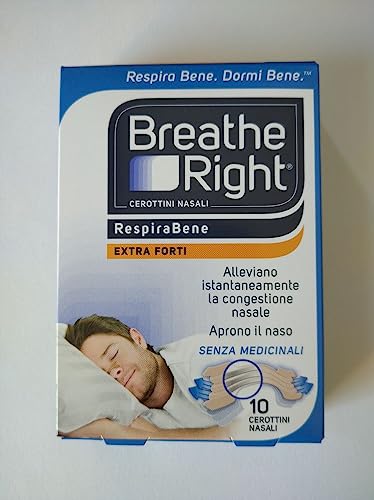 Respira Bene. Dormi Bene.™
Breathe
Right®
CEROTTINI NASALI
RespiraBene
EXTRA FORTI
Alleviano
istantaneamente
la congestione
nasale
Aprono il naso
SENZA MEDICINALI
10
CEROTTINI
NASALI